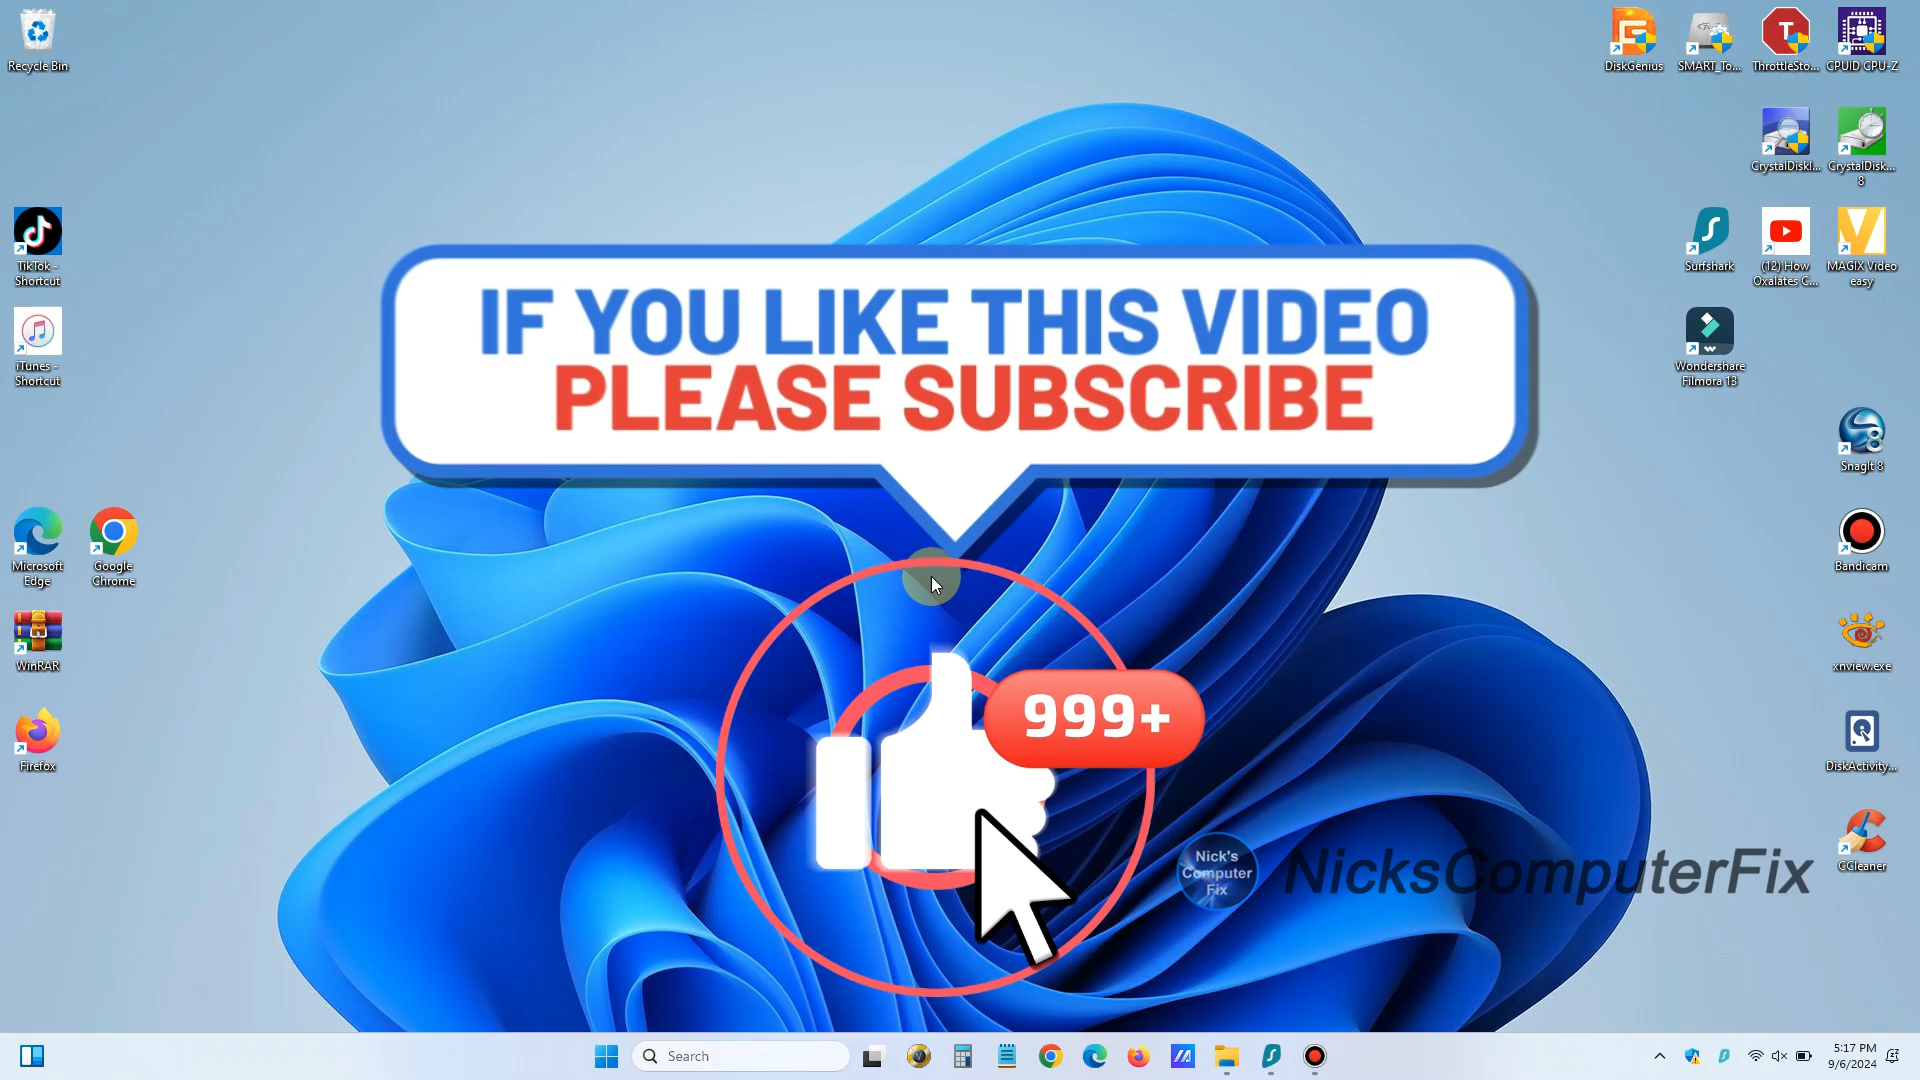 Recycle Bin
DiskGenius
SMART_To...
ThrottleSto...
CPUID CPU-Z
CrystalDiskI...
CrystalDisk...
8
TikTok -
Shortcut
Surfshark
(12) How
Oxalates C...
MAGIX Video
easy
IF YOU LIKE THIS VIDEO
PLEASE SUBSCRIBE
iTunes -
Shortcut
Wondershare
Filmora 13
SnagIt 8
Microsoft
Edge
Google
Chrome
Bandicam
WinRAR
xnview.exe
999+
Firefox
DiskActivity...
Nick's
Computer
Fix
NicksComputerFix
CCleaner
Search
5:17 PM
9/6/2024